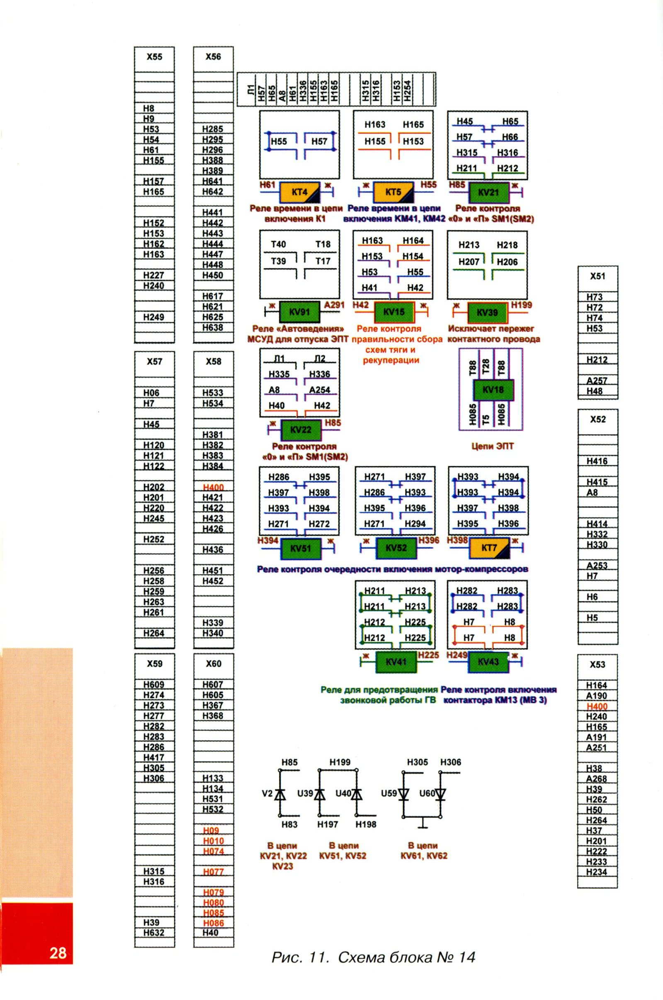 X55
H8
H9
H53
H54
H61
H155
H157
H165
H152
H153
H162
H163
H227
H240
H249
X56
H285
H295
H296
H388
H389
H641
H642
H441
H442
H443
H444
H447
H448
H450
H617
H621
H625
H638
Л1
H57
H65
A8
H61
H336
H155
H163
H165
H315
H316
H153
H254
H55 H57
H61 КТ4 ж
Реле времени в цепи
включения К1
H163 H165
H155 H153
ж КТ5 H55
Реле времени в цепи
включения КМ41, КМ42
H45 H65
H57 H66
H315 H316
H211 H212
H85 KV21 ж
Реле контроля
«0» и «П» SM1(SM2)
T40 T18
T39 T17
ж KV91 A291
Реле «Автоведения»
МСУД для отпуска ЭПТ
H163 H164
H153 H154
H53 H55
H41 H42
H42 KV15 ж
Реле контроля
правильности сбора
схем тяги и
рекуперации
H213 H218
H207 H206
ж KV39 H199
Исключает пережег
контактного провода
Л1 Л2
H335 H336
A8 A254
H40 H42
ж KV22 H85
Реле контроля
«0» и «П» SM1(SM2)
T88 T28 T88
KV18
H085 T5 H085
Цепи ЭПТ
H286 H395
H397 H398
H393 H394
H271 H272
H394 KV51 ж
H271 H397
H286 H393
H395 H396
H271 H294
ж KV52 H396
H393 H394
H393 H394
H397 H398
H395 H396
H398 КТ7 ж
Реле контроля очередности включения мотор-компрессоров
H211 H213
H211 H213
H212 H225
H212 H225
ж KV41 H225
Реле для предотвращения
звонковой работы ГВ
H282 H283
H282 H283
H7 H8
H7 H8
H249 KV43 ж
Реле контроля включения
контактора КМ13 (МВ 3)
X57
H06
H7
H45
H120
H121
H122
H202
H201
H220
H245
H252
H256
H258
H259
H263
H261
H264
X58
H533
H534
H381
H382
H383
H384
H400
H421
H422
H423
H426
H436
H451
H452
H339
H340
X59
H609
H274
H273
H277
H282
H283
H286
H417
H305
H306
H315
H316
H39
H632
X60
H607
H605
H367
H368
H133
H134
H531
H532
H09
H010
H074
H077
H079
H080
H085
H086
H40
H85
V2
H83
В цепи
KV21, KV22
KV23
H199
U39 U40
H197 H198
В цепи
KV51, KV52
H305 H306
U59 U60
В цепи
KV61, KV62
X51
H73
H72
H74
H53
H212
A257
H48
X52
H416
H415
A8
H414
H332
H330
A253
H7
H6
H5
X53
H164
A190
H400
H240
H165
A191
A251
H38
A268
H39
H262
H50
H264
H37
H201
H222
H233
H234
28
Рис. 11. Схема блока № 14